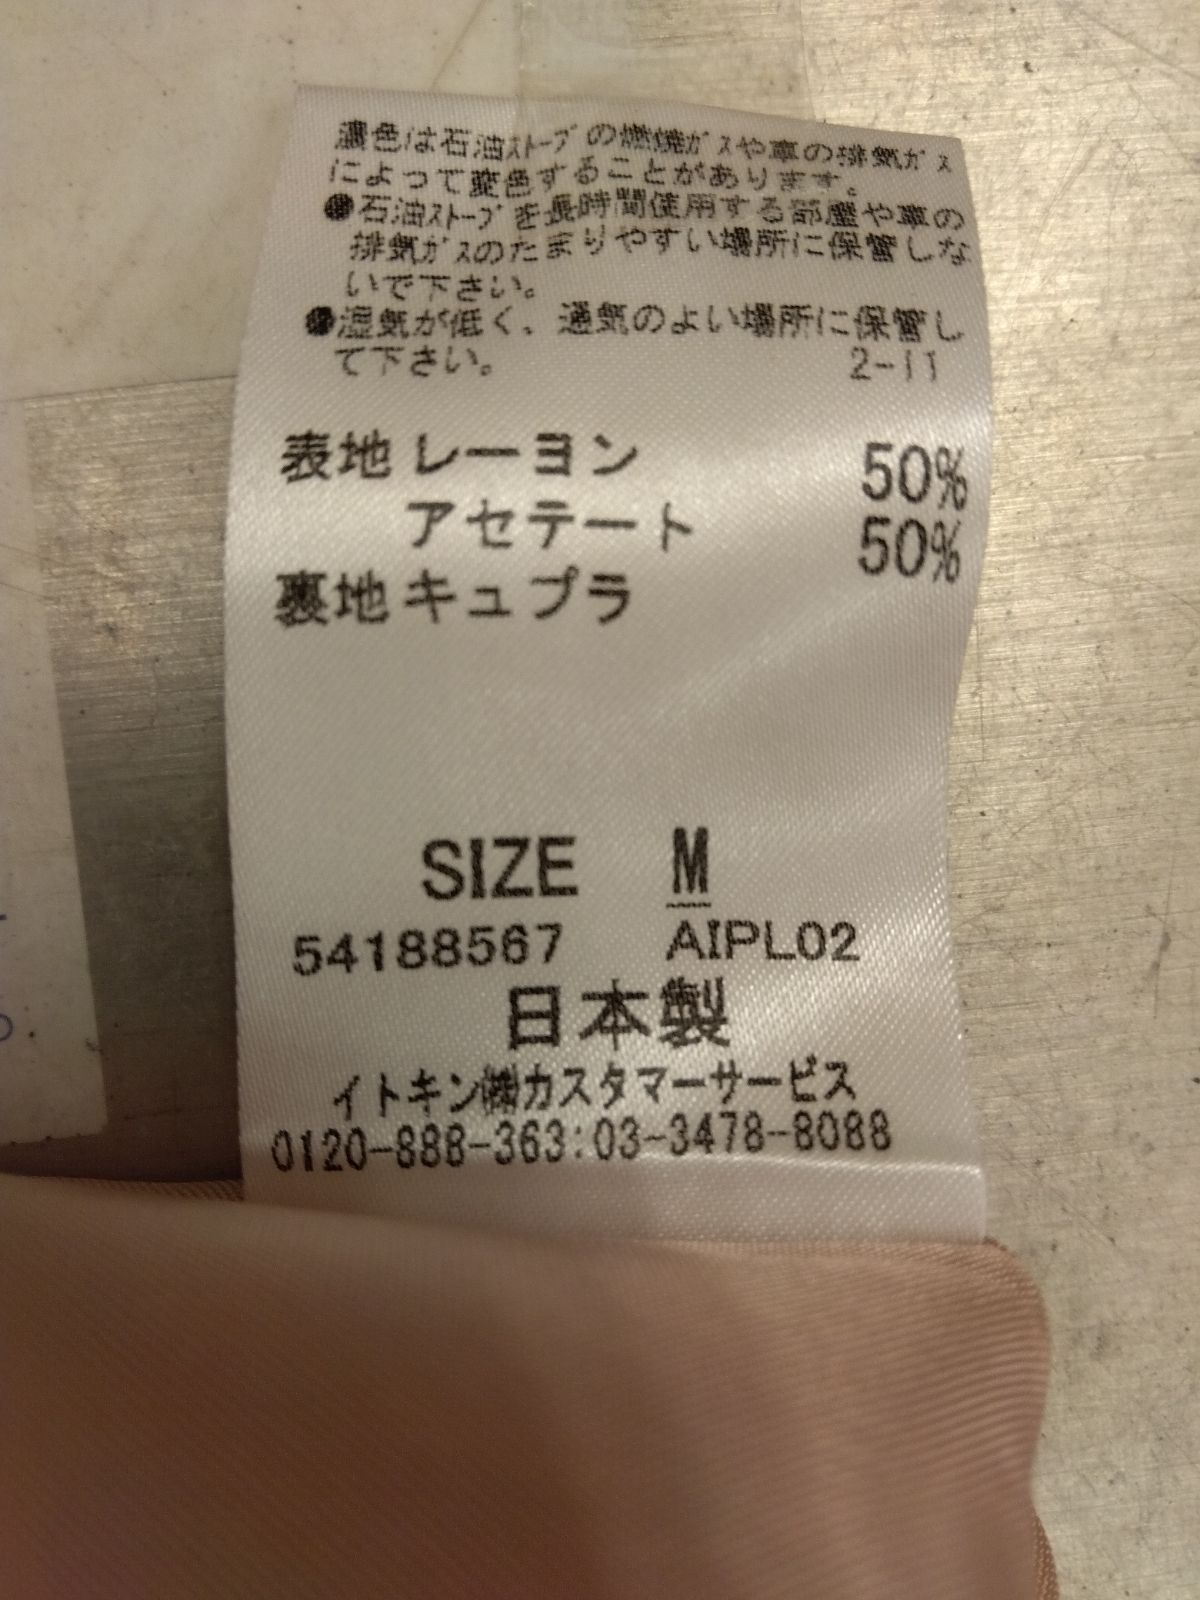 濃色は石油ｽﾄｰﾌﾞの燃焼ｶﾞｽや車の排気ｶﾞｽ
によって変色することがあります。
●石油ｽﾄｰﾌﾞを長時間使用する部屋や車の
排気ｶﾞｽのたまりやすい場所に保管しな
いで下さい。
●湿気が低く、通気のよい場所に保管し
て下さい。 2-11
表地 レーヨン 50%
アセテート 50%
裏地 キュプラ
SIZE M
54188567 AIPL02
日本製
イトキン㈱カスタマーサービス
0120-888-363:03-3478-8088